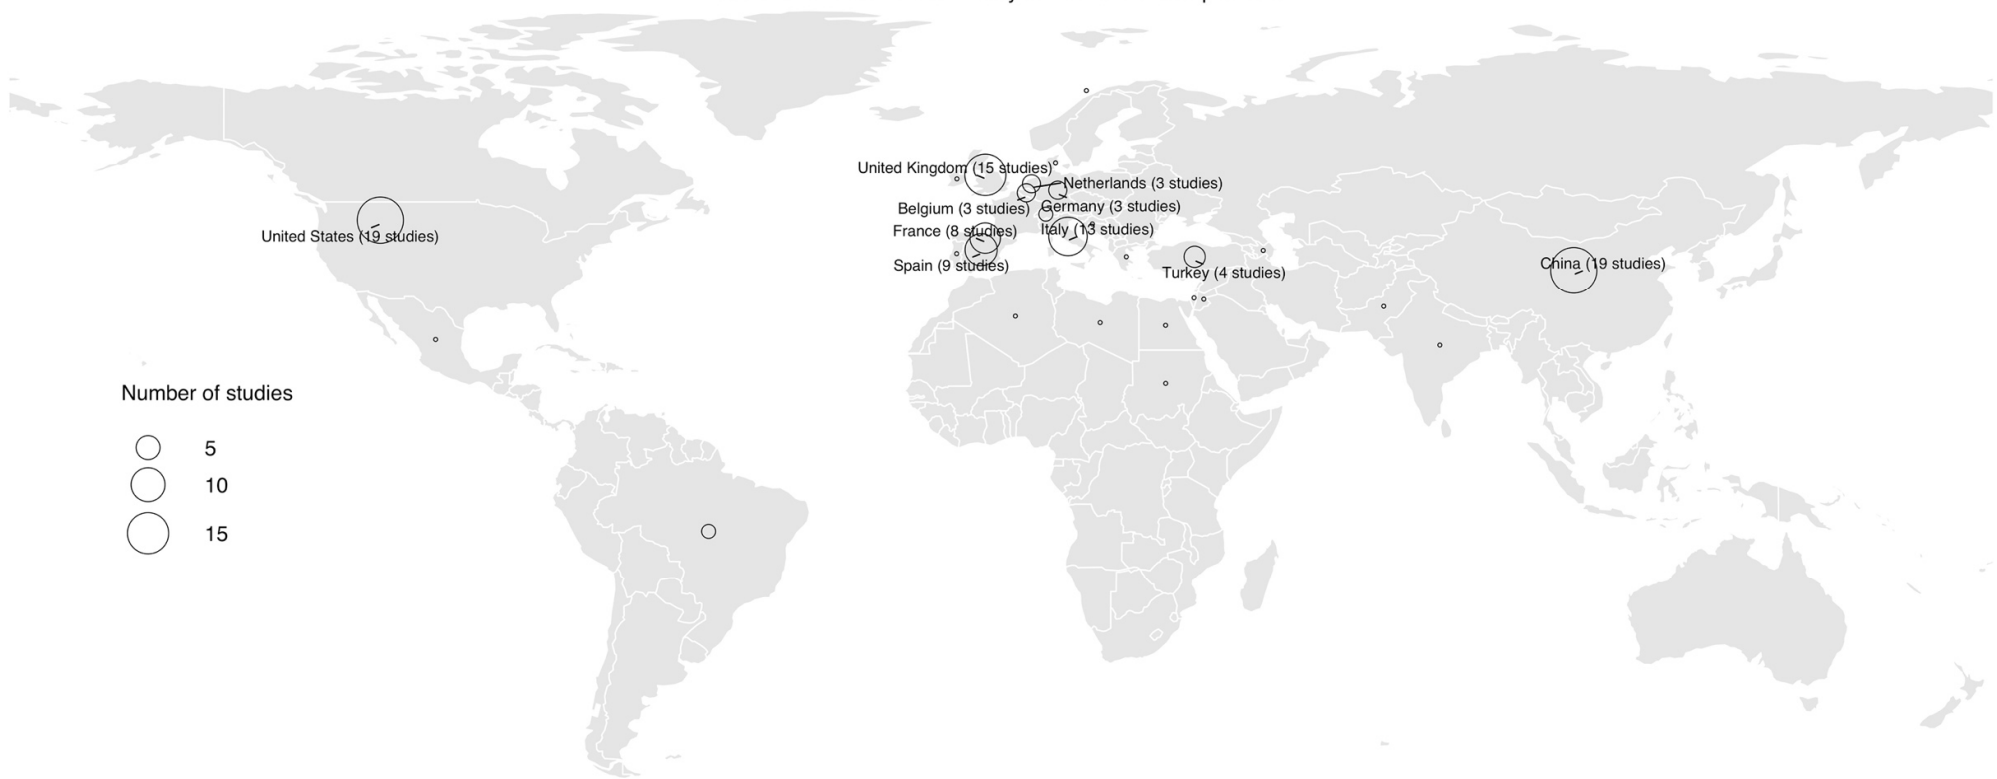 United Kingdom (15 studies)
Netherlands (3 studies)
Belgium (3 studies)
Germany (3 studies)
France (8 studies)
Italy (13 studies)
United States (19 studies)
Spain (9 studies)
Turkey (4 studies)
China (19 studies)
Number of studies
5
10
15